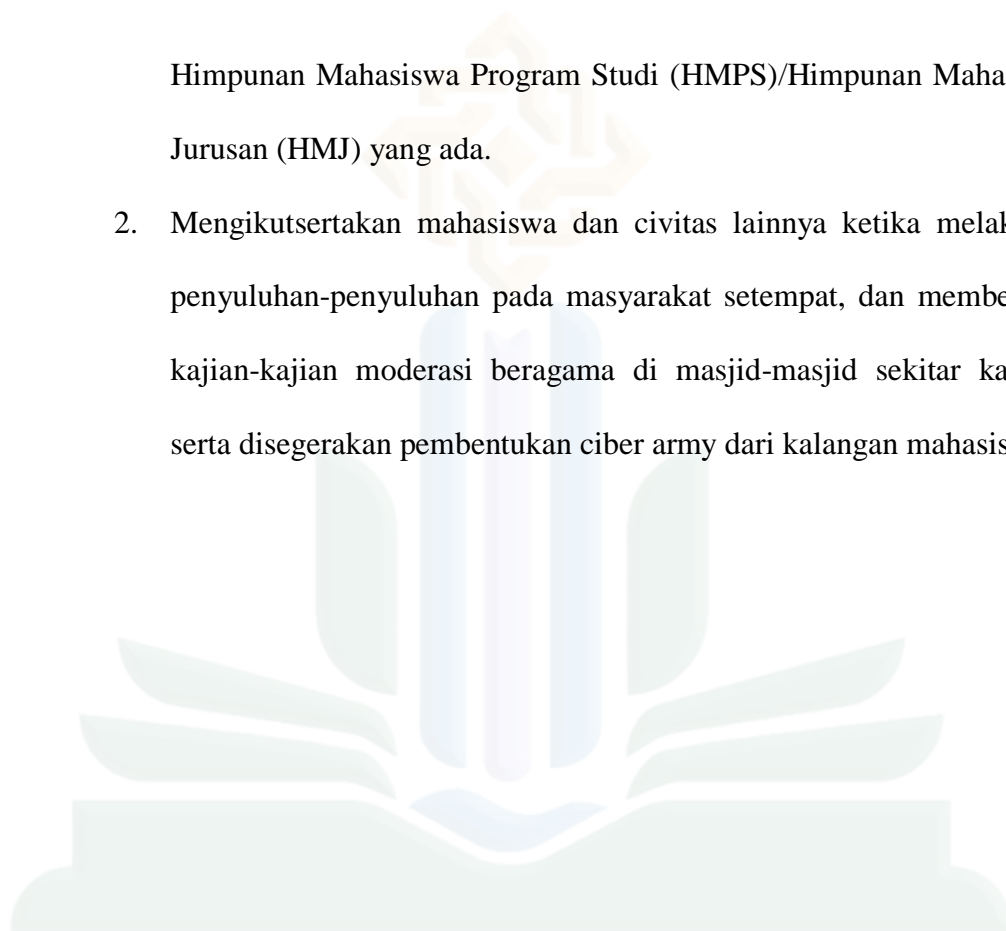 Himpunan Mahasiswa Program Studi (HMPS)/Himpunan Maha
Jurusan (HMJ) yang ada.
2. Mengikutsertakan mahasiswa dan civitas lainnya ketika melak
penyuluhan-penyuluhan pada masyarakat setempat, dan membe
kajian-kajian moderasi beragama di masjid-masjid sekitar ka
serta disegerakan pembentukan ciber army dari kalangan mahasis